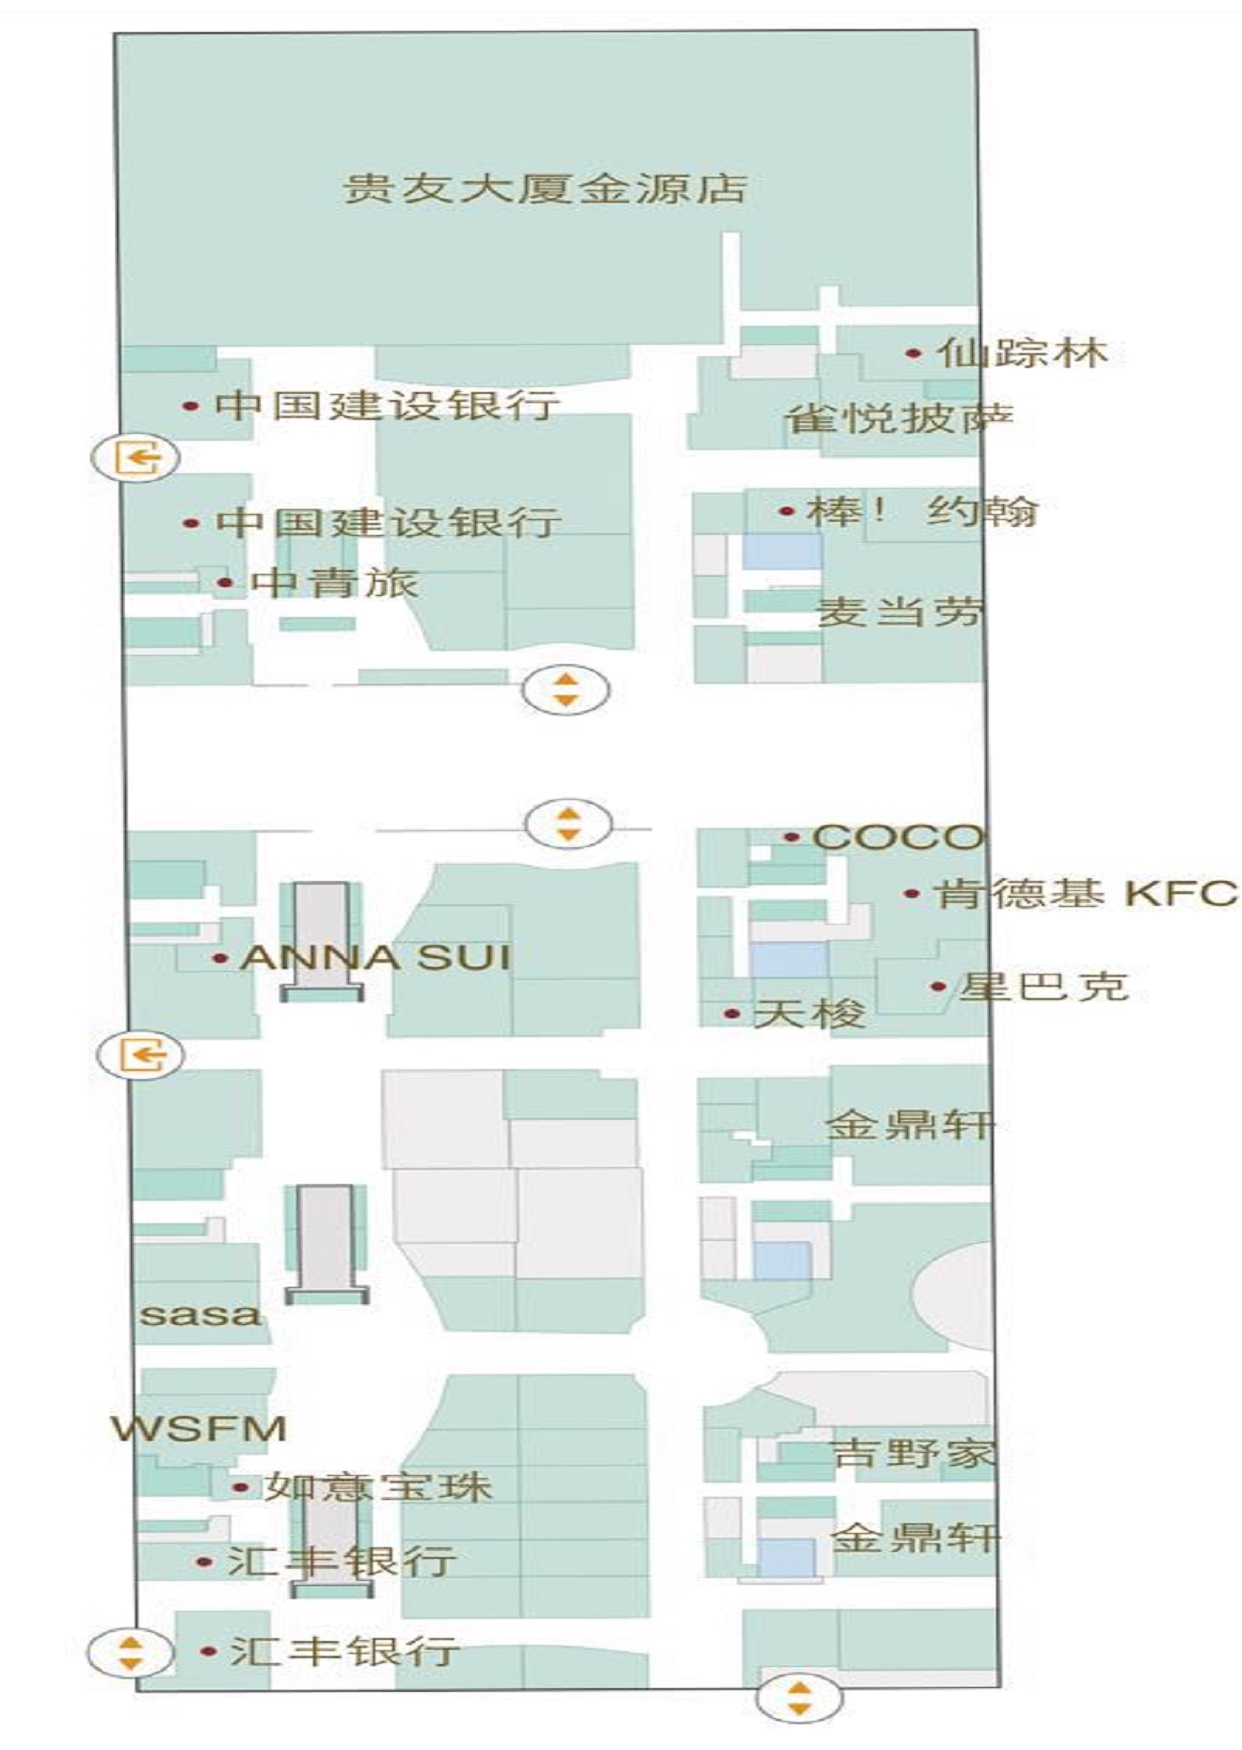 贵友大厦金源店
仙踪林
中国建设银行
雀悦披萨
棒！约翰
中国建设银行
中青旅
麦当劳
COCO
肯德基 KFC
ANNA SUI
星巴克
天梭
金鼎轩
sasa
WSFM
吉野家
如意宝珠
金鼎轩
汇丰银行
汇丰银行